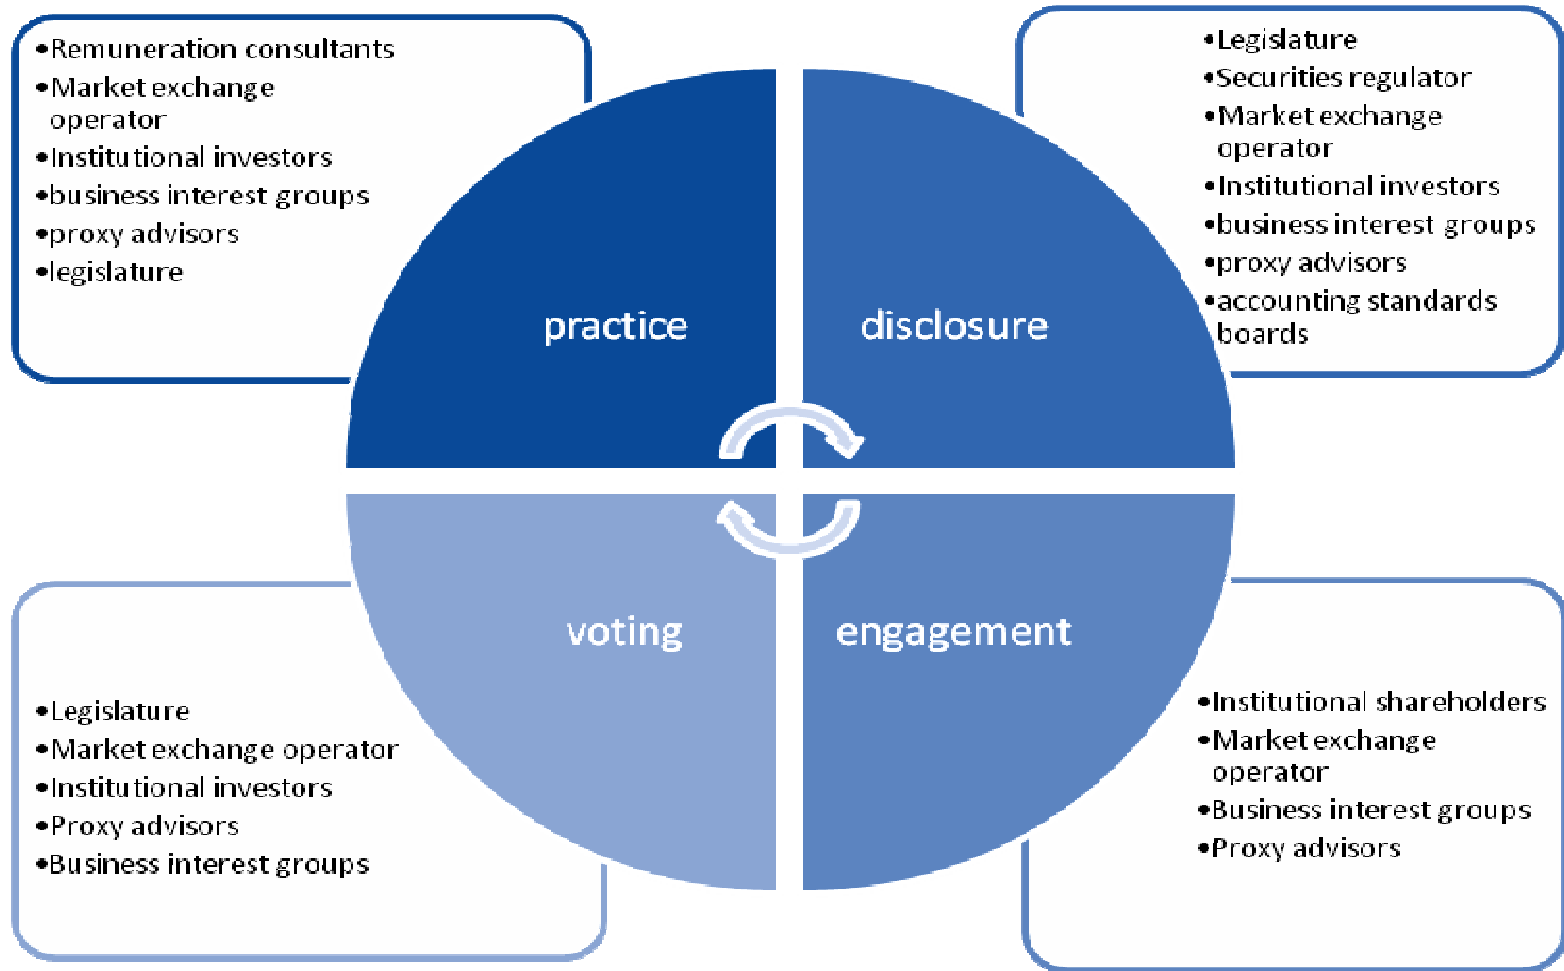 •Remuneration consultants
•Market exchange
operator
•Institutional investors
•business interest groups
•proxy advisors
•legislature
•Legislature
•Securities regulator
•Market exchange
operator
•Institutional investors
•business interest groups
•proxy advisors
•accounting standards
boards
practice
disclosure
voting
engagement
•Legislature
•Market exchange operator
•Institutional investors
•Proxy advisors
•Business interest groups
•Institutional shareholders
•Market exchange
operator
•Business interest groups
•Proxy advisors